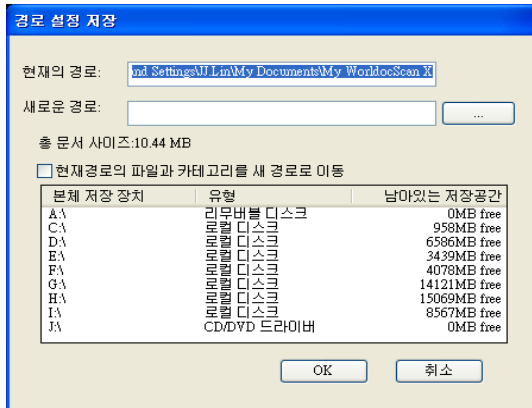 경로 설정 저장
현재의 경로: and Settings\JJ.Lin\My Documents\My WorldocScan X
새로운 경로: ...
총 문서 사이즈:10.44 MB
현재경로의 파일과 카테고리를 새 경로로 이동
본체 저장 장치 유형 남아있는 저장공간
A:\ 리무버블 디스크 0MB free
C:\ 로컬 디스크 958MB free
D:\ 로컬 디스크 6586MB free
E:\ 로컬 디스크 3439MB free
F:\ 로컬 디스크 4078MB free
G:\ 로컬 디스크 14121MB free
H:\ 로컬 디스크 15069MB free
I:\ 로컬 디스크 8567MB free
J:\ CD/DVD 드라이버 0MB free
OK 취소